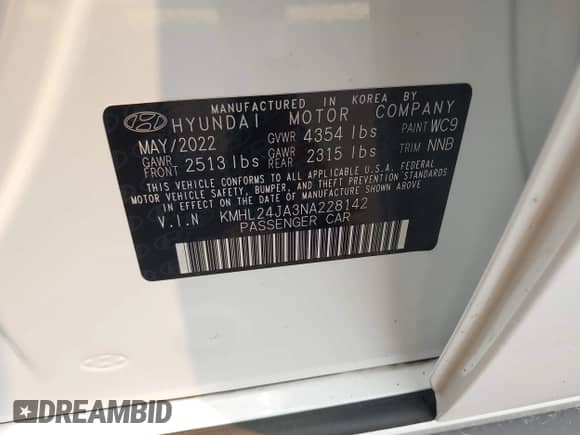 MANUFACTURED IN KOREA BY
HYUNDAI MOTOR COMPANY
MAY/2022 GVWR 4354 lbs PAINT WC9
GAWR FRONT 2513 lbs GAWR REAR 2315 lbs TRIM NNB
THIS VEHICLE CONFORMS TO ALL APPLICABLE U.S.A. FEDERAL
MOTOR VEHICLE SAFETY, BUMPER, AND THEFT PREVENTION STANDARDS
IN EFFECT ON THE DATE OF MANUFACTURE SHOWN ABOVE.
V.I.N KMHL24JA3NA228142
PASSENGER CAR
DREAMBID